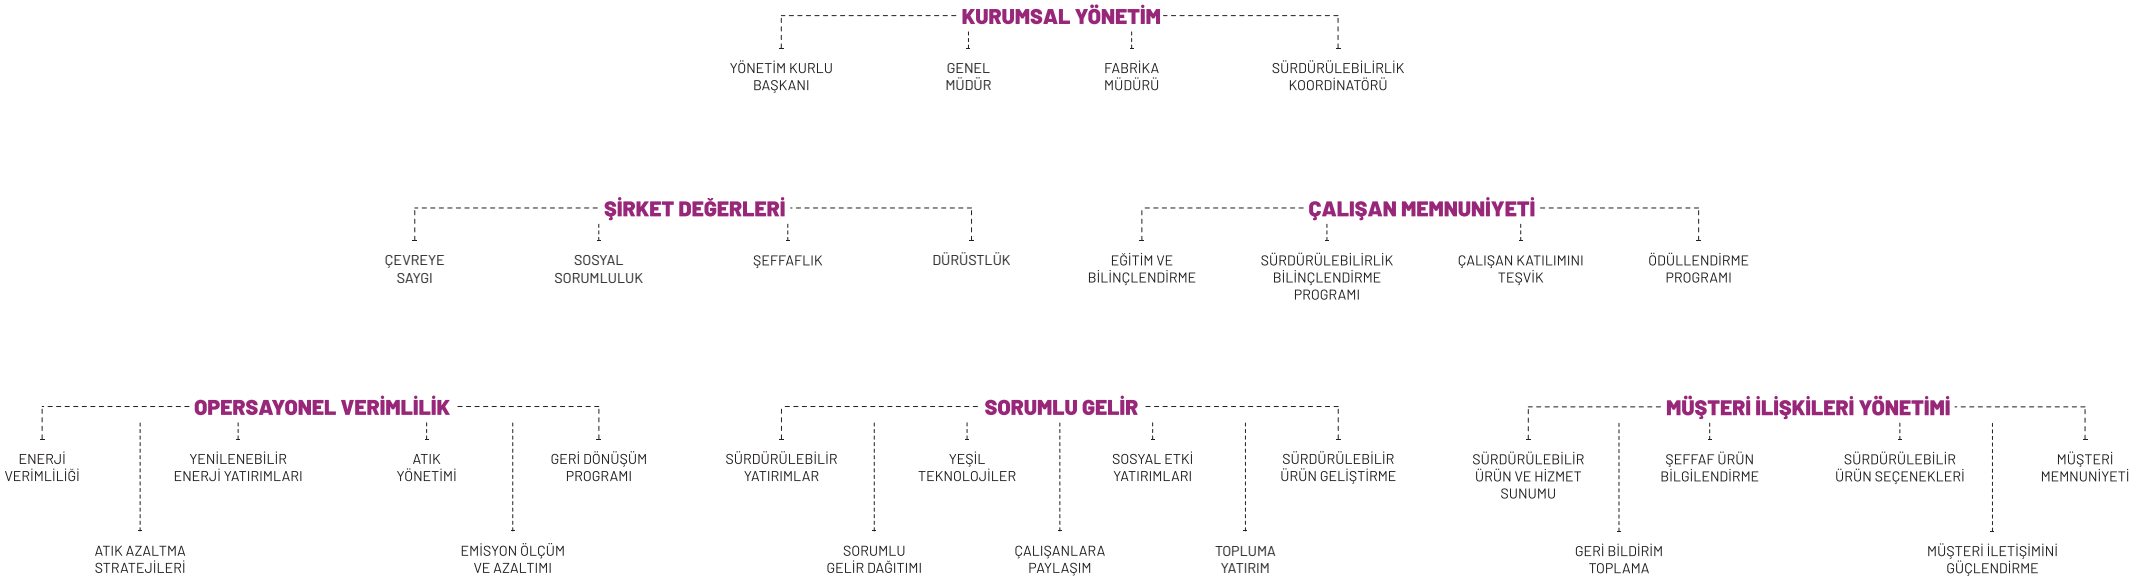 KURUMSAL YÖNETİM
YÖNETİM KURLU
BAŞKANI
GENEL
MÜDÜR
FABRİKA
MÜDÜRÜ
SÜRDÜRÜLEBİLİRLİK
KOORDİNATÖRÜ
ŞİRKET DEĞERLERİ
ÇEVREYE
SAYGI
SOSYAL
SORUMLULUK
ŞEFFAFLIK
DÜRÜSTLÜK
ÇALIŞAN MEMNUNİYETİ
EĞİTİM VE
BİLİNÇLENDİRME
SÜRDÜRÜLEBİLİRLİK
BİLİNÇLENDİRME
PROGRAMI
ÇALIŞAN KATILIMINI
TEŞVİK
ÖDÜLLENDİRME
PROGRAMI
OPERSAYONEL VERİMLİLİK
ENERJİ
VERİMLİLİĞİ
YENİLENEBİLİR
ENERJİ YATIRIMLARI
ATIK
YÖNETİMİ
GERİ DÖNÜŞÜM
PROGRAMI
ATIK AZALTMA
STRATEJİLERİ
EMİSYON ÖLÇÜM
VE AZALTIMI
SORUMLU GELİR
SÜRDÜRÜLEBİLİR
YATIRIMLAR
YEŞİL
TEKNOLOJİLER
SOSYAL ETKİ
YATIRIMLARI
SÜRDÜRÜLEBİLİR
ÜRÜN GELİŞTİRME
SORUMLU
GELİR DAĞITIMI
ÇALIŞANLARA
PAYLAŞIM
TOPLUMA
YATIRIM
MÜŞTERİ İLİŞKİLERİ YÖNETİMİ
SÜRDÜRÜLEBİLİR
ÜRÜN VE HİZMET
SUNUMU
ŞEFFAF ÜRÜN
BİLGİLENDİRME
SÜRDÜRÜLEBİLİR
ÜRÜN SEÇENEKLERİ
MÜŞTERİ
MEMNUNİYETİ
GERİ BİLDİRİM
TOPLAMA
MÜŞTERİ İLETİŞİMİNİ
GÜÇLENDİRME